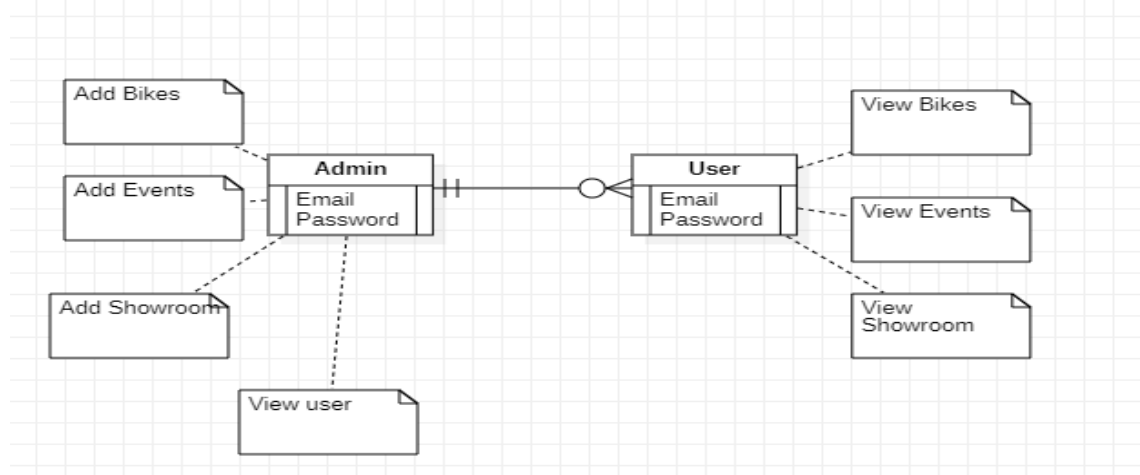 Add Bikes
View Bikes
Admin
User
Add Events
Email
Password
Email
Password
View Events
Add Showroom
View
Showroom
View user